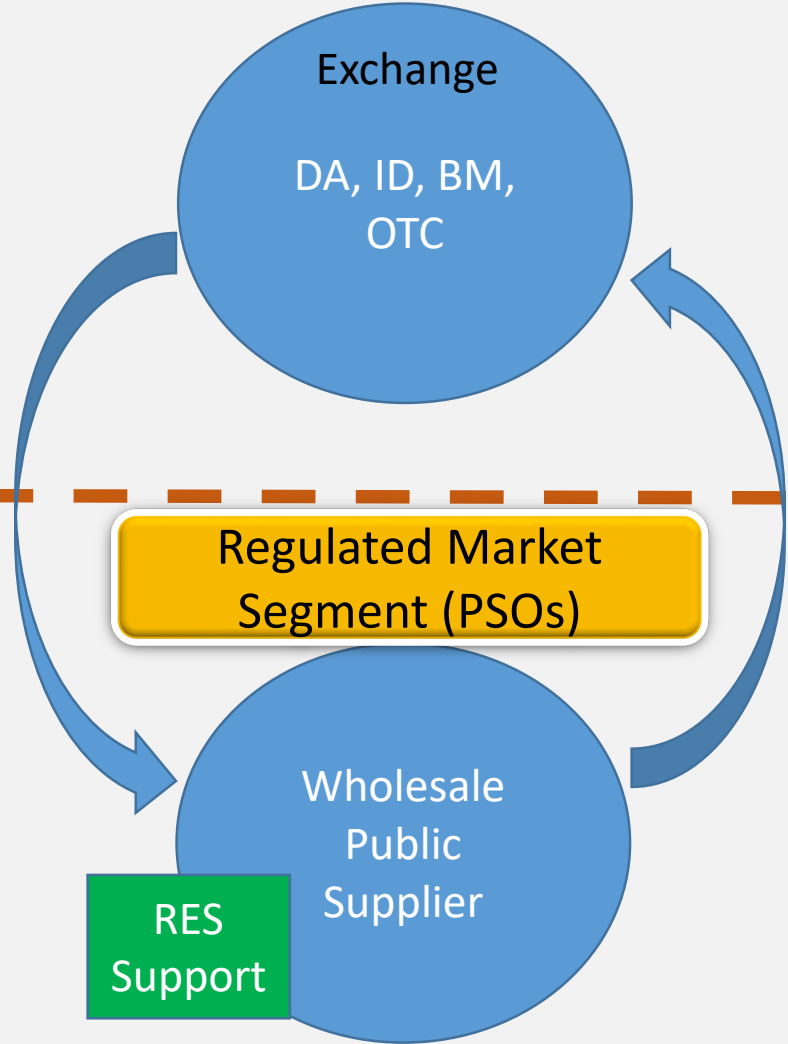 Exchange
DA, ID, BM,
OTC
Regulated Market
Segment (PSOs)
Wholesale
Public
Supplier
RES
Support